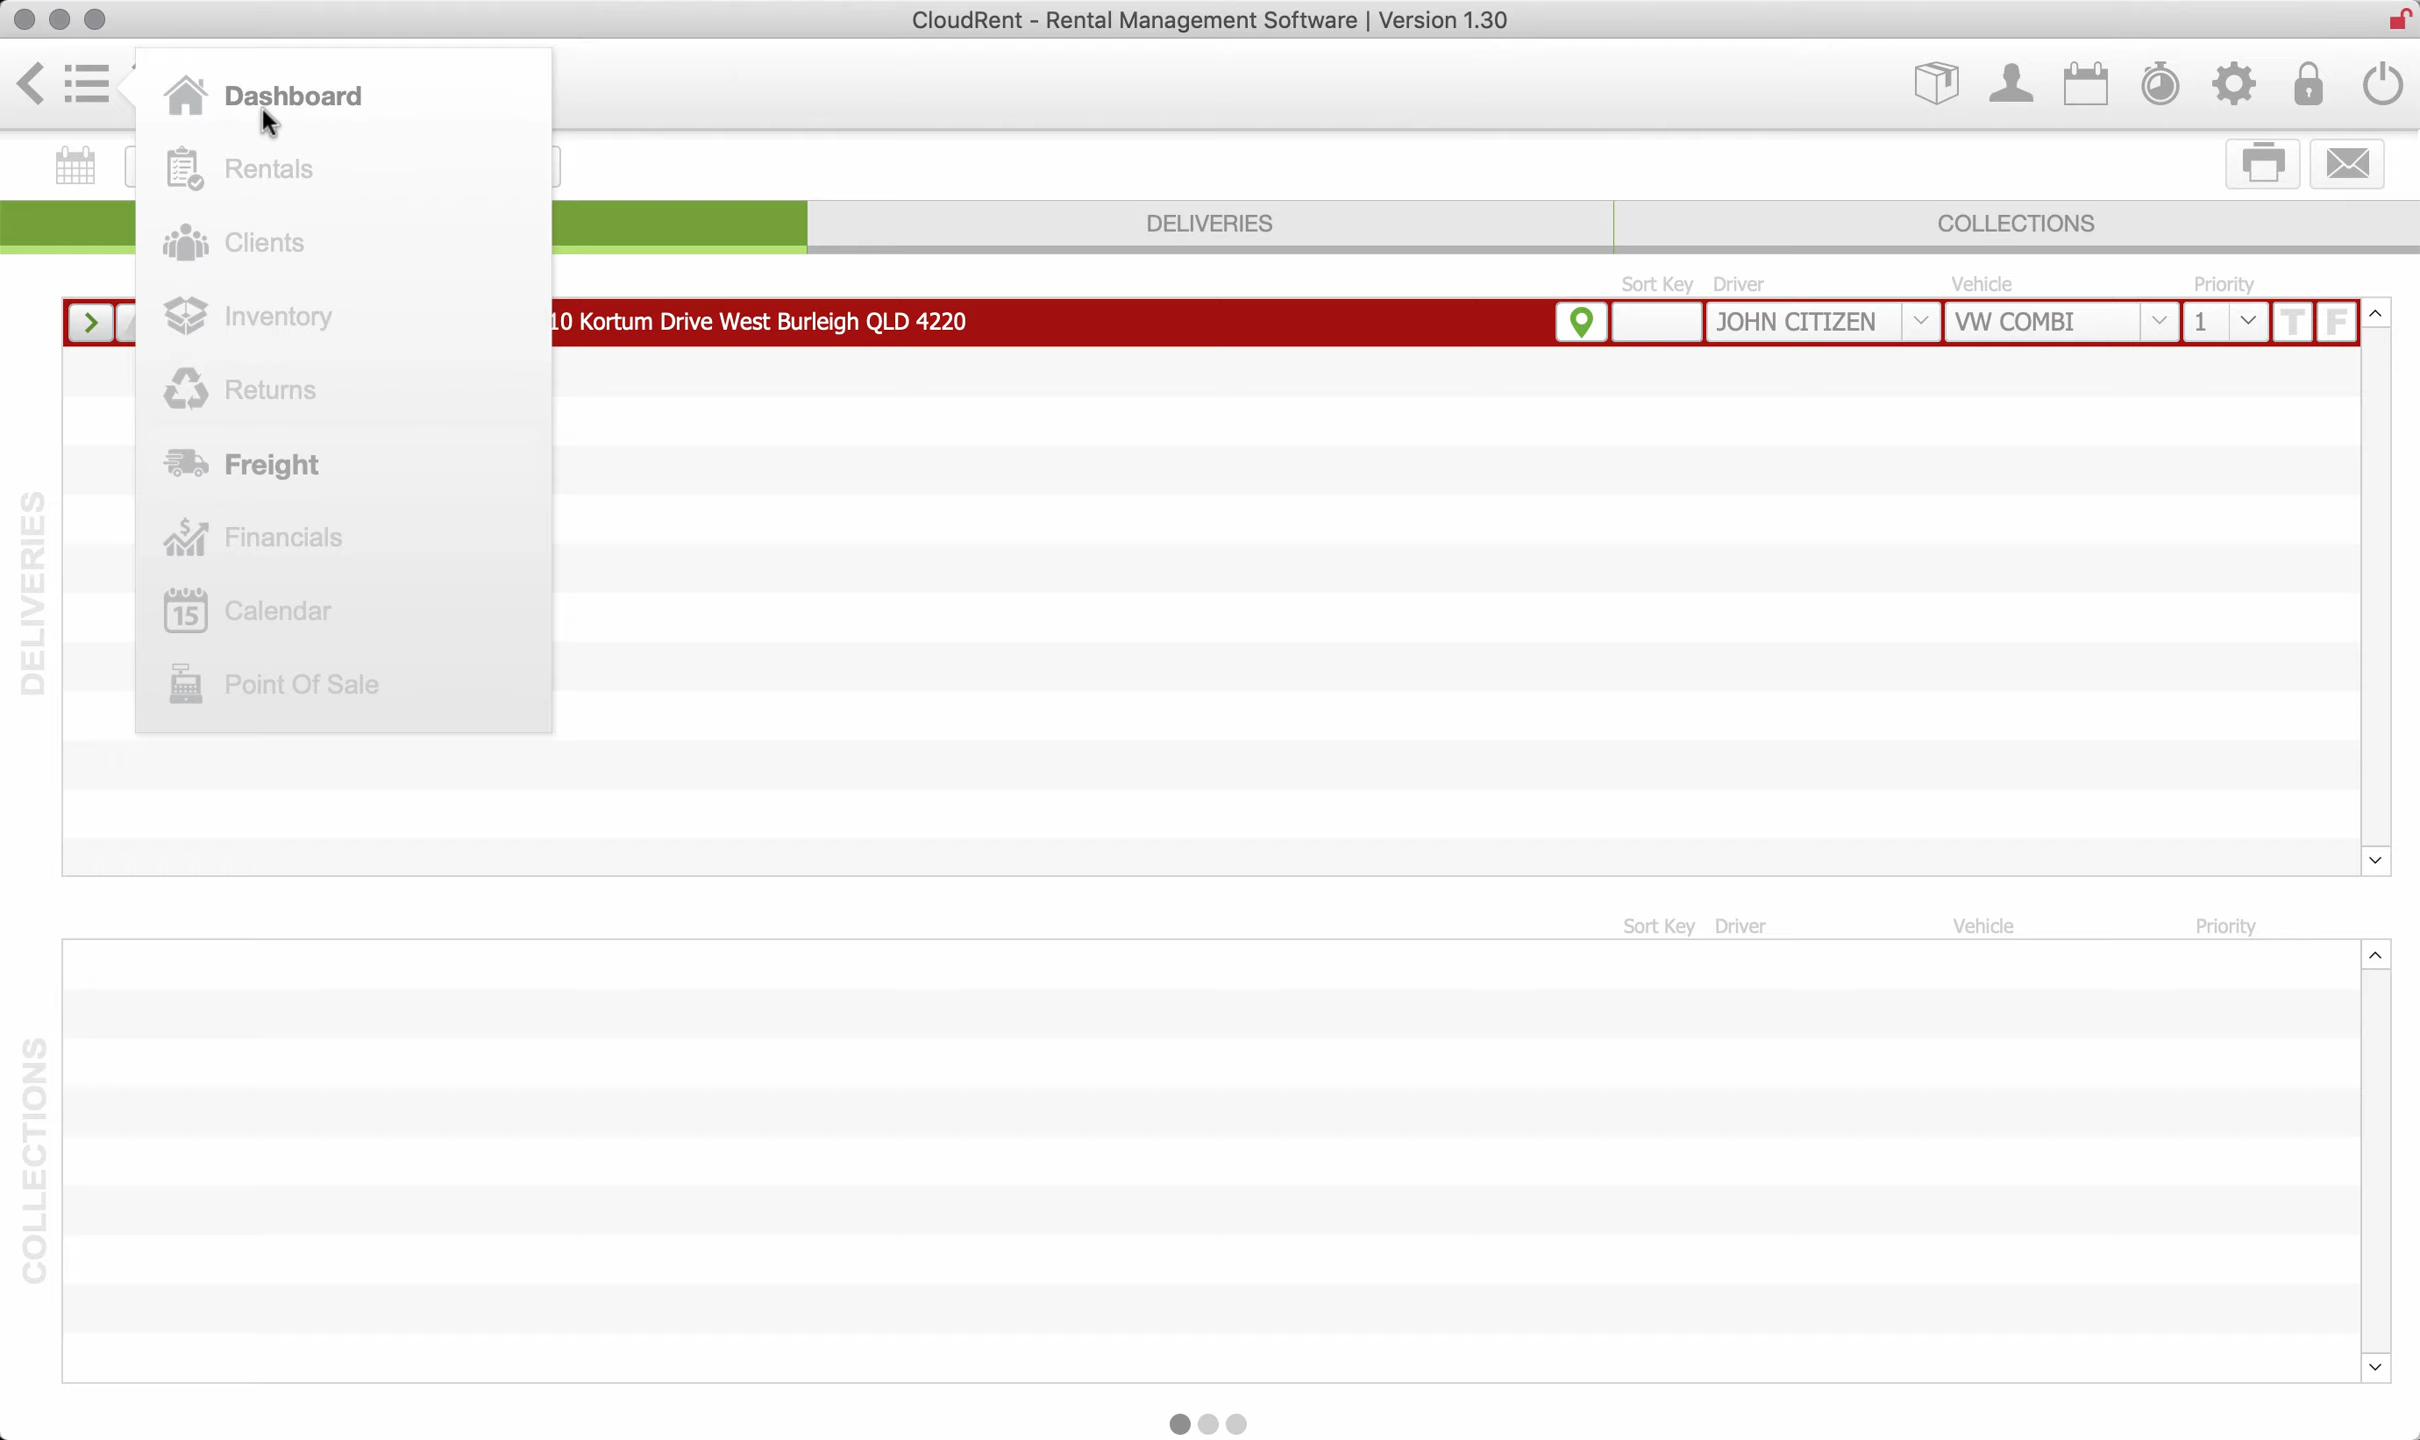 CloudRent - Rental Management Software | Version 1.30
Dashboard
Rentals
Clients
Inventory
Returns
Freight
Financials
15
Calendar
Point Of Sale
DELIVERIES
COLLECTIONS
Sort Key Driver Vehicle Priority
10 Kortum Drive West Burleigh QLD 4220
JOHN CITIZEN VW COMBI 1 T F
DELIVERIES
Sort Key Driver Vehicle Priority
COLLECTIONS